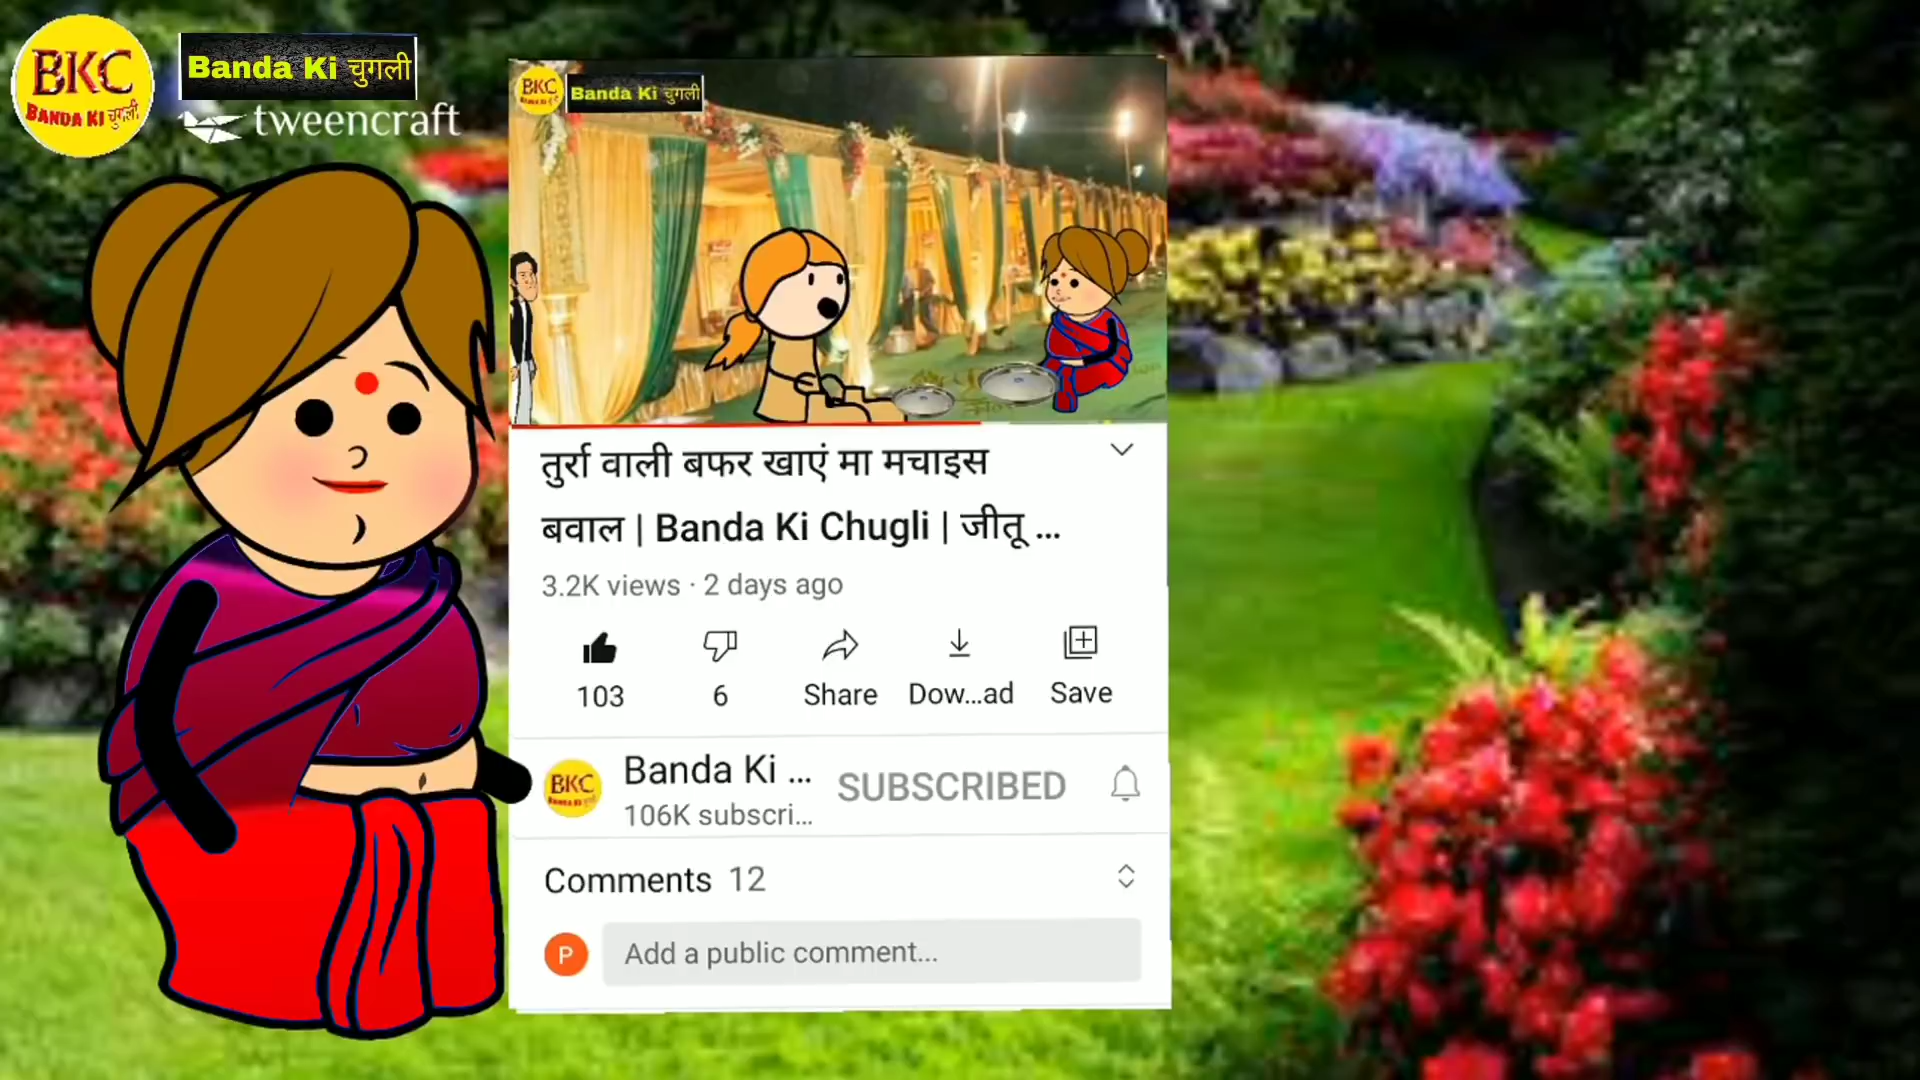 BKC
BANDA KI चुगली
Banda Ki चुगली
tweencraft
BKC
Banda Ki चुगली
तुर्रा वाली बफर खाएं मा मचाइस
बवाल | Banda Ki Chugli | जीतू ...
3.2K views · 2 days ago
103
6
Share
Dow...ad
Save
BKC
Banda Ki ...
SUBSCRIBED
106K subscri...
Comments 12
P
Add a public comment...